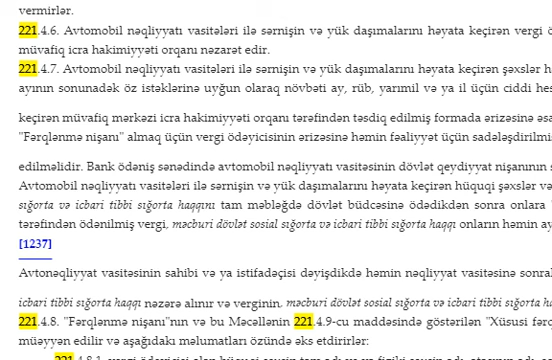 vermirlər.
221.4.6. Avtomobil nəqliyyatı vasitələri ilə sərnişin və yük daşımalarını həyata keçirən vergi
müvafiq icra hakimiyyəti orqanı nəzarət edir.
221.4.7. Avtomobil nəqliyyatı vasitələri ilə sərnişin və yük daşımalarını həyata keçirən şəxslər
ayının sonunadək öz istəklərinə uyğun olaraq növbəti ay, rüb, yarımil və ya il üçün ciddi
keçirən müvafiq mərkəzi icra hakimiyyəti orqanı tərəfindən təsdiq edilmiş formada ərizəsinə
"Fərqlənmə nişanı" almaq üçün vergi ödəyicisinin ərizəsinə həmin fəaliyyət üçün
edilməlidir. Bank ödəniş sənədində avtomobil nəqliyyatı vasitəsinin dövlət qeydiyyat nişanının
Avtomobil nəqliyyatı vasitələri ilə sərnişin və yük daşımalarını həyata keçirən hüquqi şəxslər
sığorta və icbari tibbi sığorta haqqını tam məbləğdə dövlət büdcəsinə ödədikdən sonra onlara
tərəfindən ödənilmiş vergi, məcburi dövlət sosial sığorta və icbari tibbi sığorta haqqı onların həmin
[1237]
Avtonəqliyyat vasitəsinin sahibi və ya istifadəçisi dəyişdikdə həmin nəqliyyat vasitəsinə
icbari tibbi sığorta haqqı nəzərə alınır və verginin, məcburi dövlət sosial sığorta və icbari tibbi sığorta
221.4.8. "Fərqlənmə nişanı"nın və bu Məcəllənin 221.4.9-cu maddəsində göstərilən "Xüsusi
müəyyən edilir və aşağıdakı məlumatları özündə əks etdirirlər: